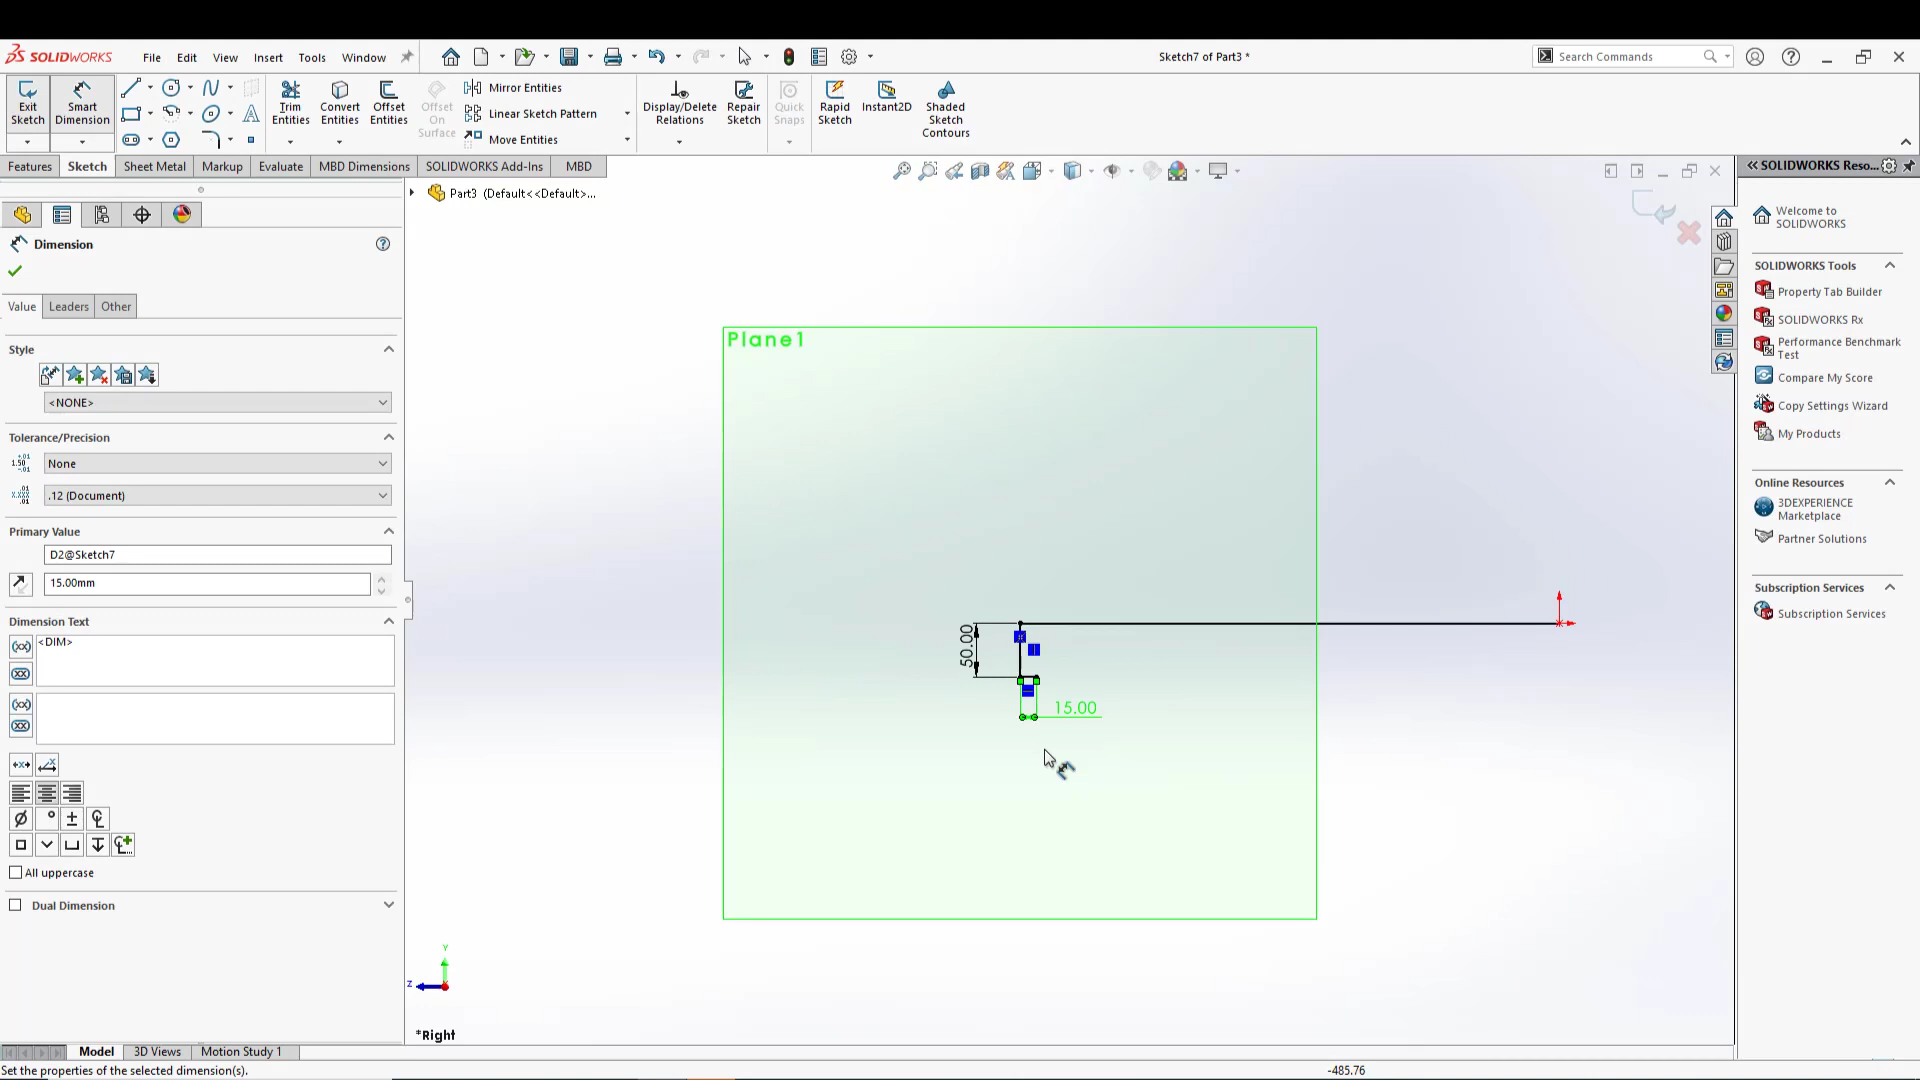 SOLIDWORKS File Edit View Insert Tools Window Sketch7 of Part3 * Search Commands
Exit Sketch Smart Dimension Trim Entities Convert Entities Offset Entities Offset On Surface Mirror Entities Linear Sketch Pattern Move Entities Display/Delete Relations Repair Sketch Quick Snaps Rapid Sketch Instant2D Shaded Sketch Contours
Features Sketch Sheet Metal Markup Evaluate MBD Dimensions SOLIDWORKS Add-Ins MBD
Part3 (Default<<Default>...
Dimension
Value Leaders Other
Style
<NONE>
Tolerance/Precision
None
.12 (Document)
Primary Value
D2@Sketch7
15.00mm
Dimension Text
<DIM>
All uppercase
Dual Dimension
Plane1
50.00
15.00
Y
Z
*Right
SOLIDWORKS Reso...
Welcome to
SOLIDWORKS
SOLIDWORKS Tools
Property Tab Builder
SOLIDWORKS Rx
Performance Benchmark
Test
Compare My Score
Copy Settings Wizard
My Products
Online Resources
3DEXPERIENCE
Marketplace
Partner Solutions
Subscription Services
Subscription Services
Model 3D Views Motion Study 1
Set the properties of the selected dimension(s). -485.76